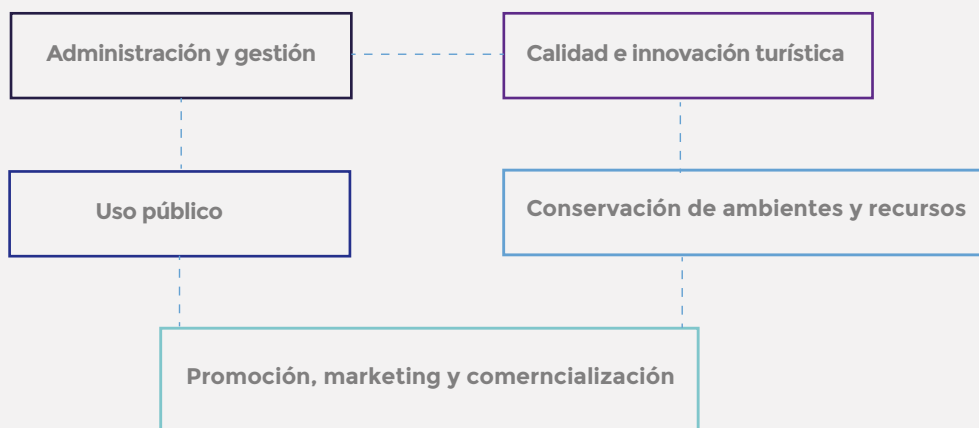 Administración y gestión
Calidad e innovación turística
Uso público
Conservación de ambientes y recursos
Promoción, marketing y comerncialización